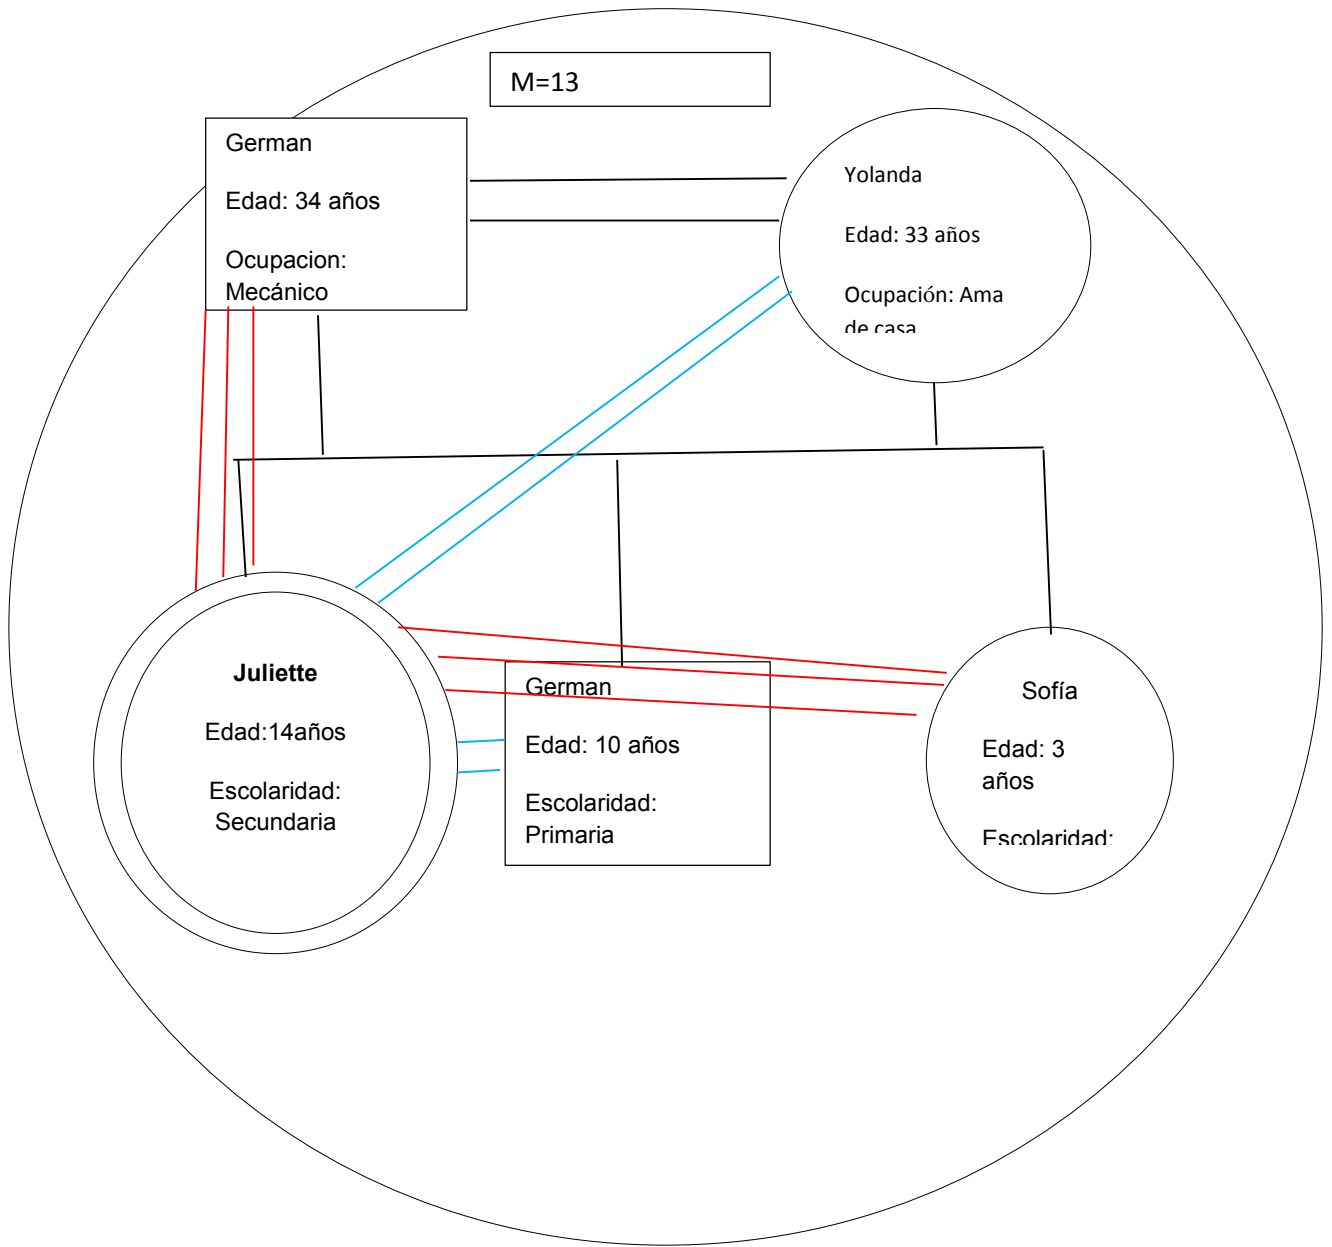 M=13
German
Edad: 34 años
Ocupacion:
Mecánico
Yolanda
Edad: 33 años
Ocupación: Ama
de casa
Juliette
Edad:14años
Escolaridad:
Secundaria
German
Edad: 10 años
Escolaridad:
Primaria
Sofía
Edad: 3
años
Escolaridad: